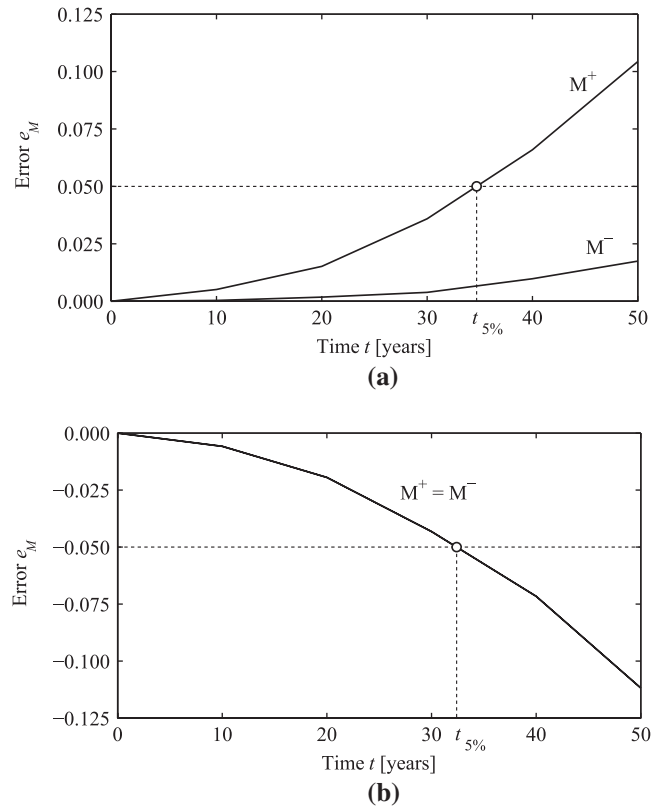 0.125
0.100
0.075
0.050
0.025
0.000
Error e_M
M⁺
M⁻
0 10 20 30 t_5% 40 50
Time t [years]
(a)
0.000
−0.025
−0.050
−0.075
−0.100
−0.125
Error e_M
M⁺ = M⁻
0 10 20 30 t_5% 40 50
Time t [years]
(b)